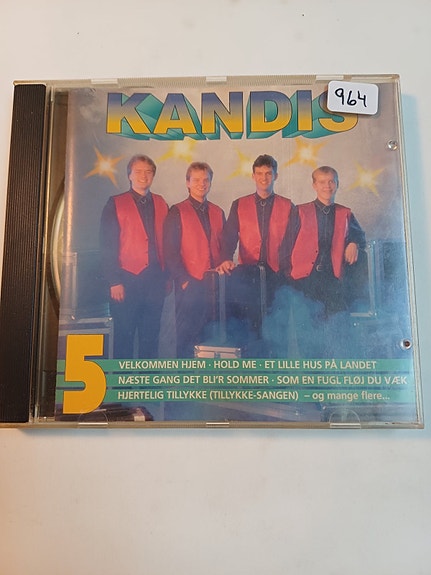 KANDIS
964
5
VELKOMMEN HJEM · HOLD ME · ET LILLE HUS PÅ LANDET
NÆSTE GANG DET BLI'R SOMMER · SOM EN FUGL FLØJ DU VÆK
HJERTELIG TILLYKKE (TILLYKKE-SANGEN) – og mange flere...